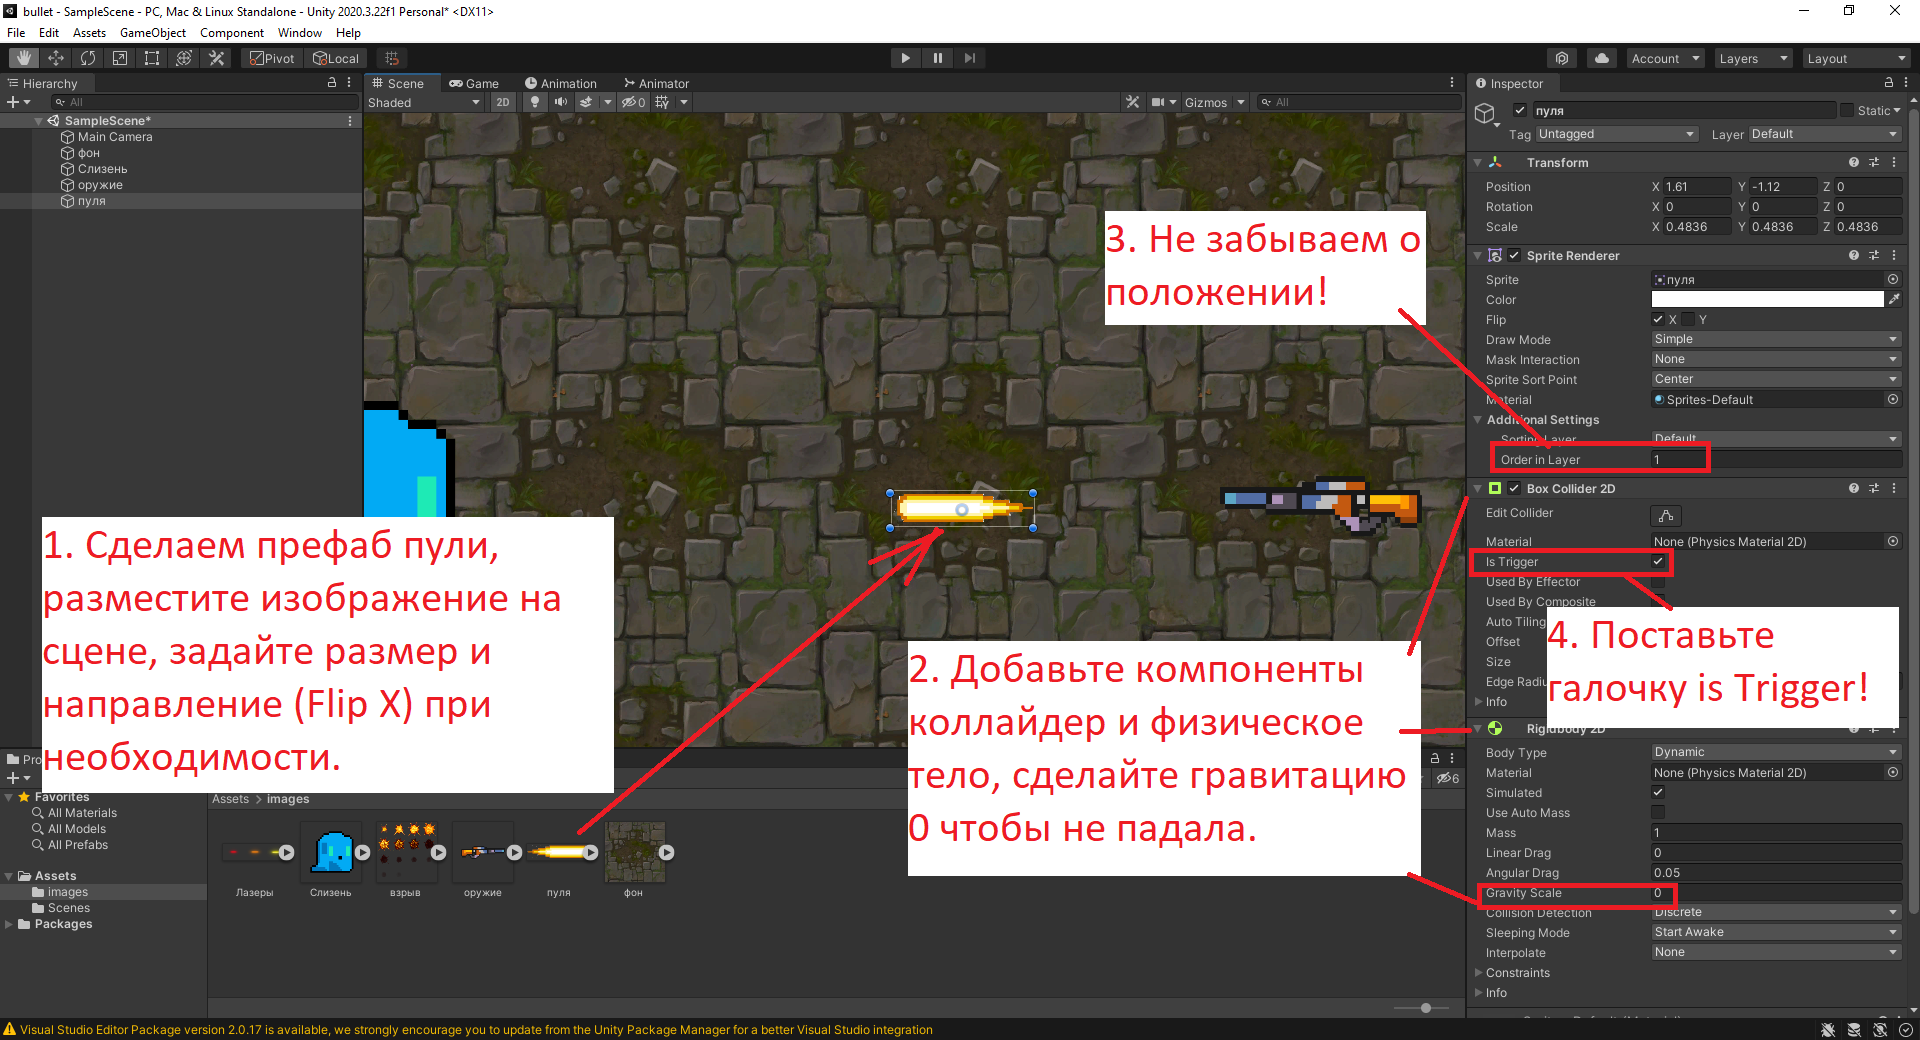 bullet - SampleScene - PC, Mac & Linux Standalone - Unity 2020.3.22f1 Personal* <DX11>
File Edit Assets GameObject Component Window Help
Pivot Local Account Layers Layout
Hierarchy
All
SampleScene*
Main Camera
фон
Слизень
оружие
пуля
Scene Game Animation Animator
Shaded 2D 0 Gizmos All
3. Не забываем о
положении!
1. Сделаем префаб пули,
разместите изображение на
сцене, задайте размер и
направление (Flip X) при
необходимости.
2. Добавьте компоненты
коллайдер и физическое
тело, сделайте гравитацию
0 чтобы не падала.
4. Поставьте
галочку is Trigger!
Inspector
пуля Static
Tag Untagged Layer Default
Transform
Position X 1.61 Y -1.12 Z 0
Rotation X 0 Y 0 Z 0
Scale X 0.4836 Y 0.4836 Z 0.4836
Sprite Renderer
Sprite пуля
Color
Flip X Y
Draw Mode Simple
Mask Interaction None
Sprite Sort Point Center
Material Sprites-Default
Additional Settings
Sorting Layer Default
Order in Layer 1
Box Collider 2D
Edit Collider
Material None (Physics Material 2D)
Is Trigger
Used By Effector
Used By Composite
Auto Tiling
Offset
Size
Edge Radiu
Info
Rigidbody 2D
Body Type Dynamic
Material None (Physics Material 2D)
Simulated
Use Auto Mass
Mass 1
Linear Drag 0
Angular Drag 0.05
Gravity Scale 0
Collision Detection Discrete
Sleeping Mode Start Awake
Interpolate None
Constraints
Info
Pro
6
Favorites
All Materials
All Models
All Prefabs
Assets
images
Scenes
Packages
Assets > images
Лазеры Слизень взрыв оружие пуля фон
Visual Studio Editor Package version 2.0.17 is available, we strongly encourage you to update from the Unity Package Manager for a better Visual Studio integration